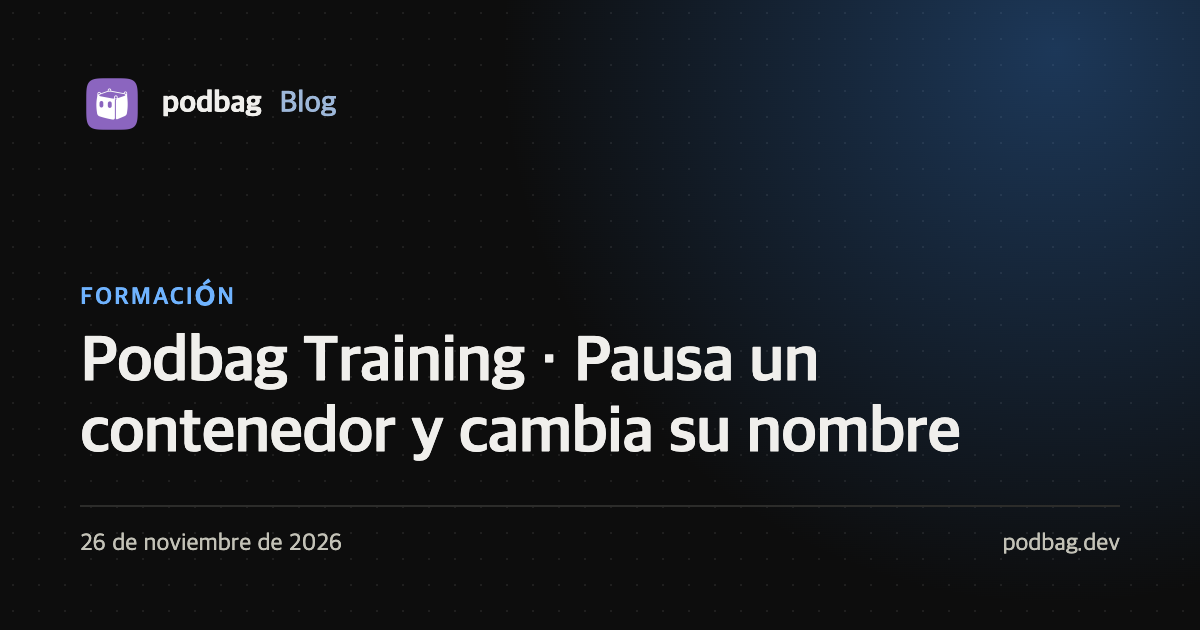 podbag Blog
FORMACIÓN
Podbag Training · Pausa un
contenedor y cambia su nombre
26 de noviembre de 2026
podbag.dev